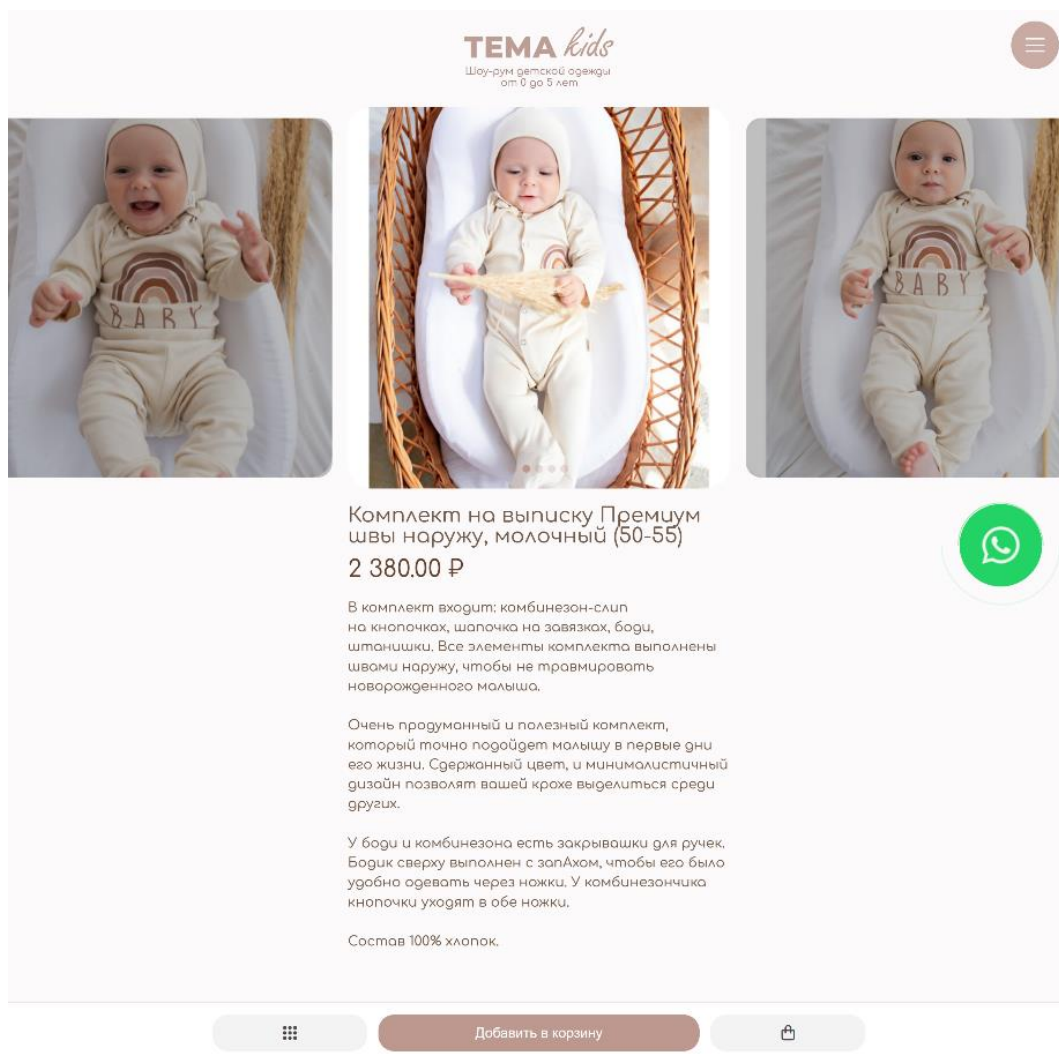 TEMA kids
Шоу-рум детской одежды
от 0 до 5 лет
BABY
BABY
Комплект на выписку Премиум
швы наружу, молочный (50-55)
2 380.00 ₽
В комплект входит: комбинезон-слип
на кнопочках, шапочка на завязках, боди,
штанишки. Все элементы комплекта выполнены
швами наружу, чтобы не травмировать
новорожденного малыша.
Очень продуманный и полезный комплект,
который точно подойдет малышу в первые дни
его жизни. Сдержанный цвет, и минималистичный
дизайн позволят вашей крохе выделиться среди
других.
У боди и комбинезона есть закрывашки для ручек.
Бодик сверху выполнен с запАхом, чтобы его было
удобно одевать через ножки. У комбинезончика
кнопочки уходят в обе ножки.
Состав 100% хлопок.
Добавить в корзину